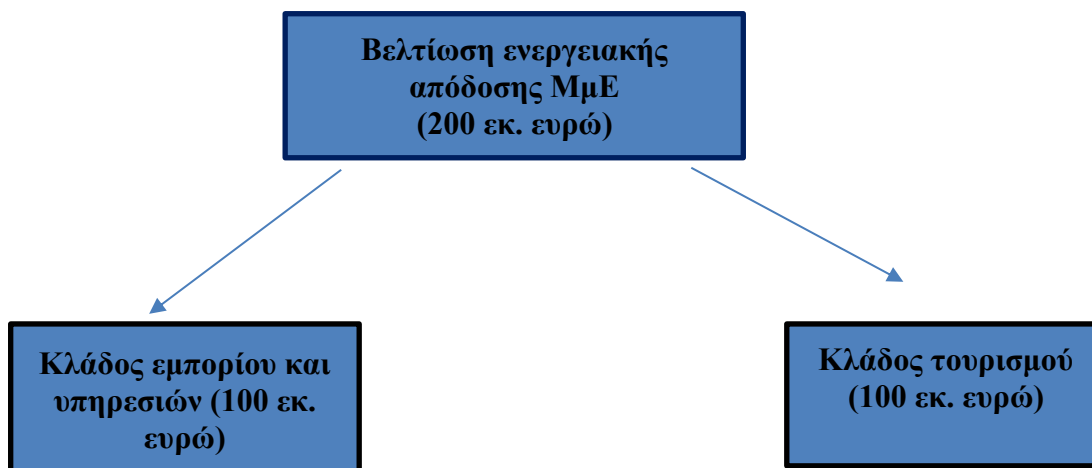 Βελτίωση ενεργειακής
απόδοσης ΜμΕ
(200 εκ. ευρώ)
Κλάδος εμπορίου και
υπηρεσιών (100 εκ.
ευρώ)
Κλάδος τουρισμού
(100 εκ. ευρώ)